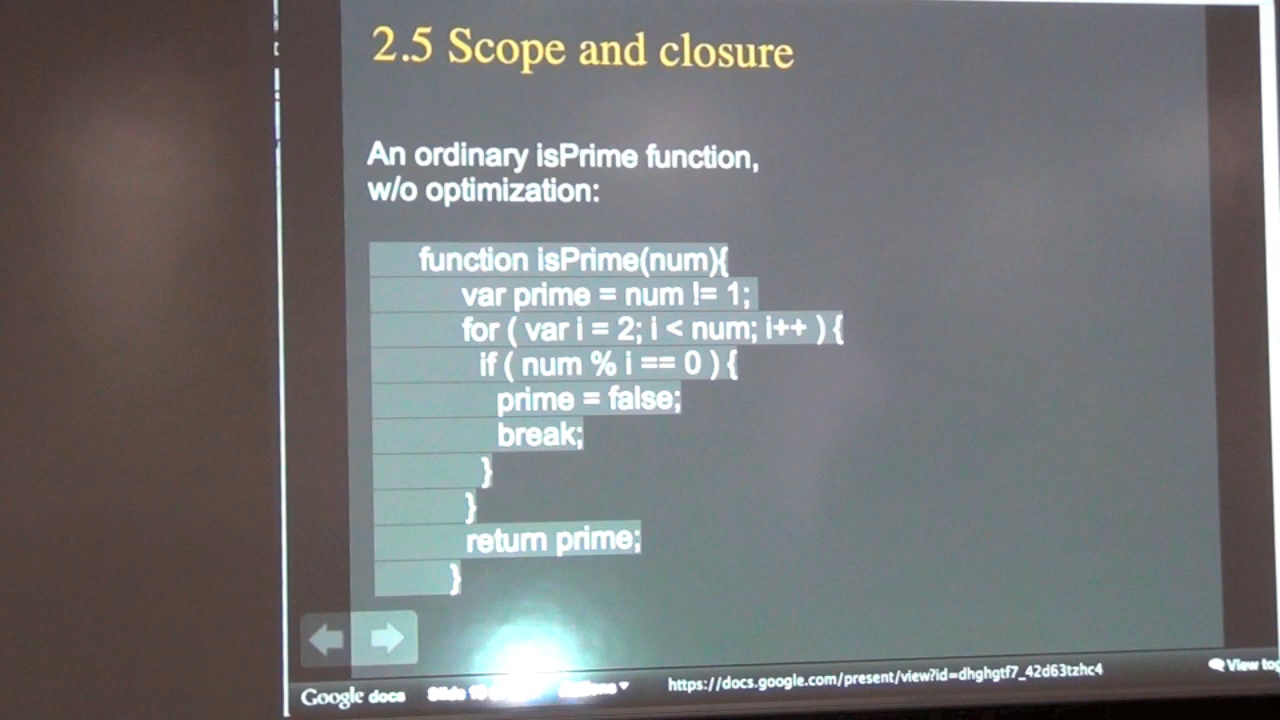 2.5 Scope and closure
An ordinary isPrime function,
w/o optimization:
function isPrime(num){
var prime = num != 1;
for ( var i = 2; i < num; i++ ) {
if ( num % i == 0 ) {
prime = false;
break;
}
}
return prime;
}
Google docs
https://docs.google.com/present/view?id=dhghgtf7_42d63tzhc4
View tog